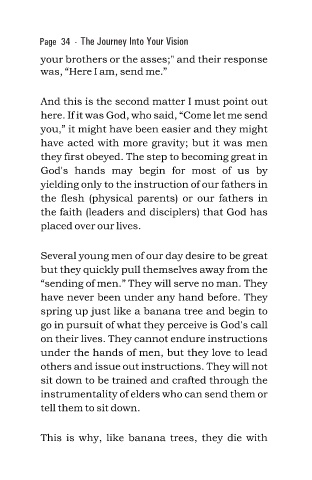 Page 34 - The Journey Into Your Vision
your brothers or the asses;" and their response
was, “Here I am, send me.”
And this is the second matter I must point out
here. If it was God, who said, “Come let me send
you,” it might have been easier and they might
have acted with more gravity; but it was men
they first obeyed. The step to becoming great in
God's hands may begin for most of us by
yielding only to the instruction of our fathers in
the flesh (physical parents) or our fathers in
the faith (leaders and disciplers) that God has
placed over our lives.
Several young men of our day desire to be great
but they quickly pull themselves away from the
“sending of men.” They will serve no man. They
have never been under any hand before. They
spring up just like a banana tree and begin to
go in pursuit of what they perceive is God's call
on their lives. They cannot endure instructions
under the hands of men, but they love to lead
others and issue out instructions. They will not
sit down to be trained and crafted through the
instrumentality of elders who can send them or
tell them to sit down.
This is why, like banana trees, they die with